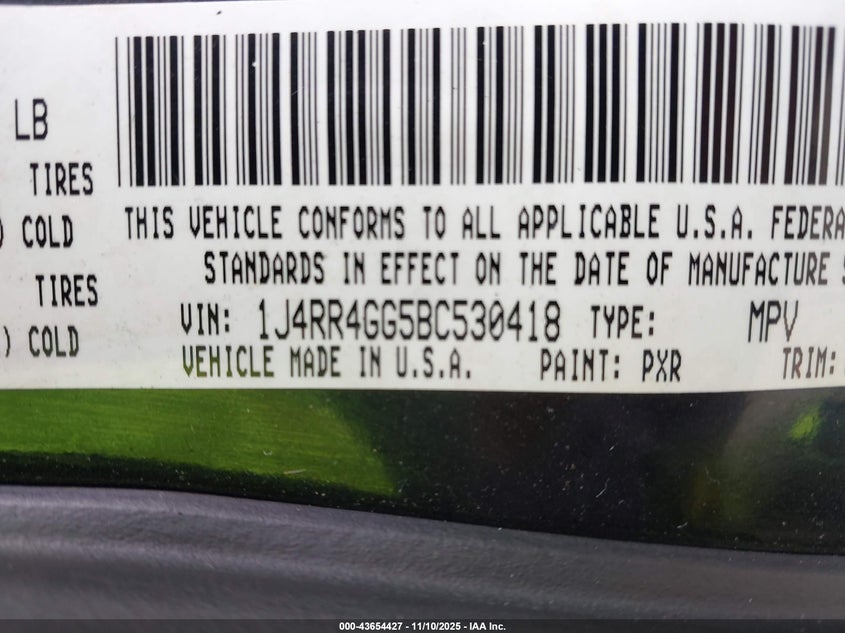 LB
TIRES
) COLD
TIRES
) COLD
THIS VEHICLE CONFORMS TO ALL APPLICABLE U.S.A. FEDERA
STANDARDS IN EFFECT ON THE DATE OF MANUFACTURE S
VIN: 1J4RR4GG5BC530418 TYPE: MPV
VEHICLE MADE IN U.S.A. PAINT: PXR TRIM:
000-43654427 - 11/10/2025 - IAA Inc.